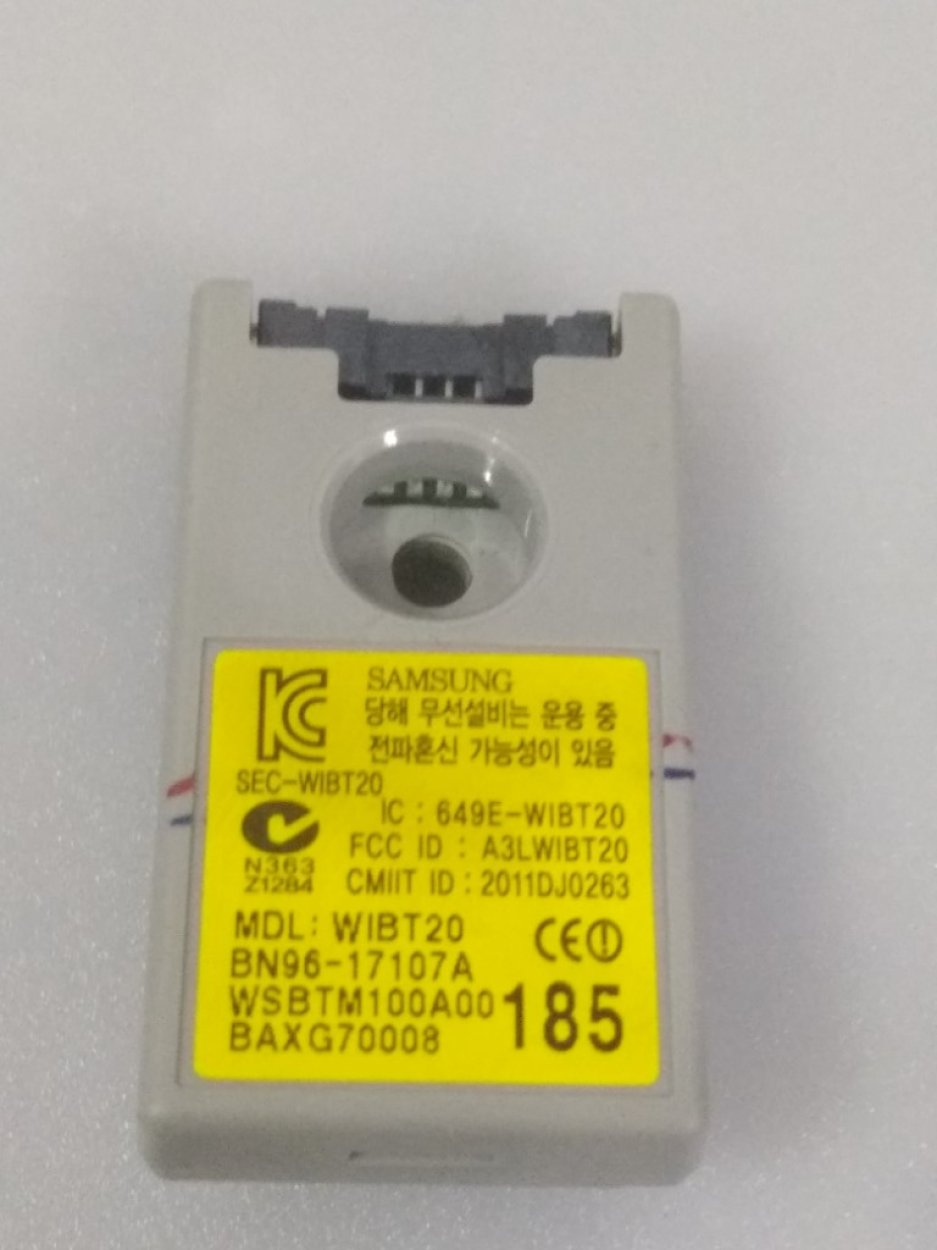 KC
SAMSUNG
당해 무선설비는 운용 중
전파혼신 가능성이 있음
SEC-WIBT20
IC : 649E-WIBT20
FCC ID : A3LWIBT20
N363
Z1284
CMIIT ID : 2011DJ0263
MDL: WIBT20
CE
BN96-17107A
WSBTM100A00
185
BAXG70008